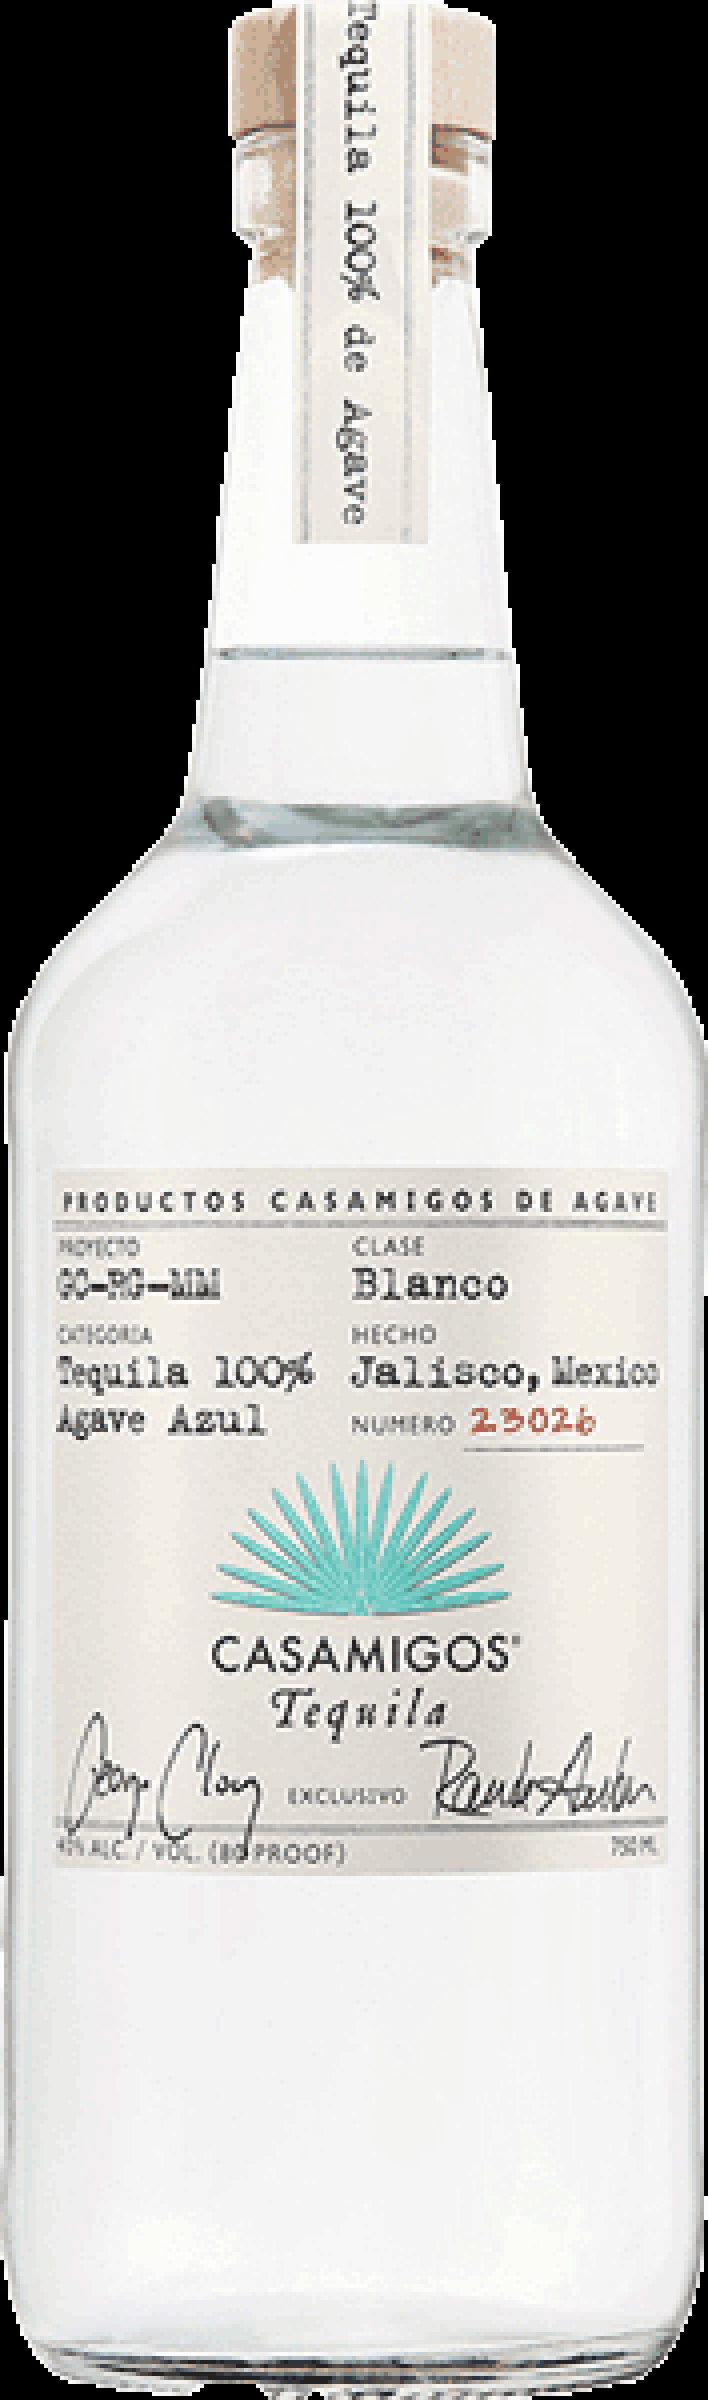 Tequila 100% de Agave
PRODUCTOS CASAMIGOS DE AGAVE
PROYECTO
GC-RG-MM
CLASE
Blanco
CATEGORIA
Tequila 100%
Agave Azul
HECHO
Jalisco, Mexico
NUMERO 23026
CASAMIGOS
Tequila
EXCLUSIVO
40% ALC. / VOL. (80 PROOF)
750 ML